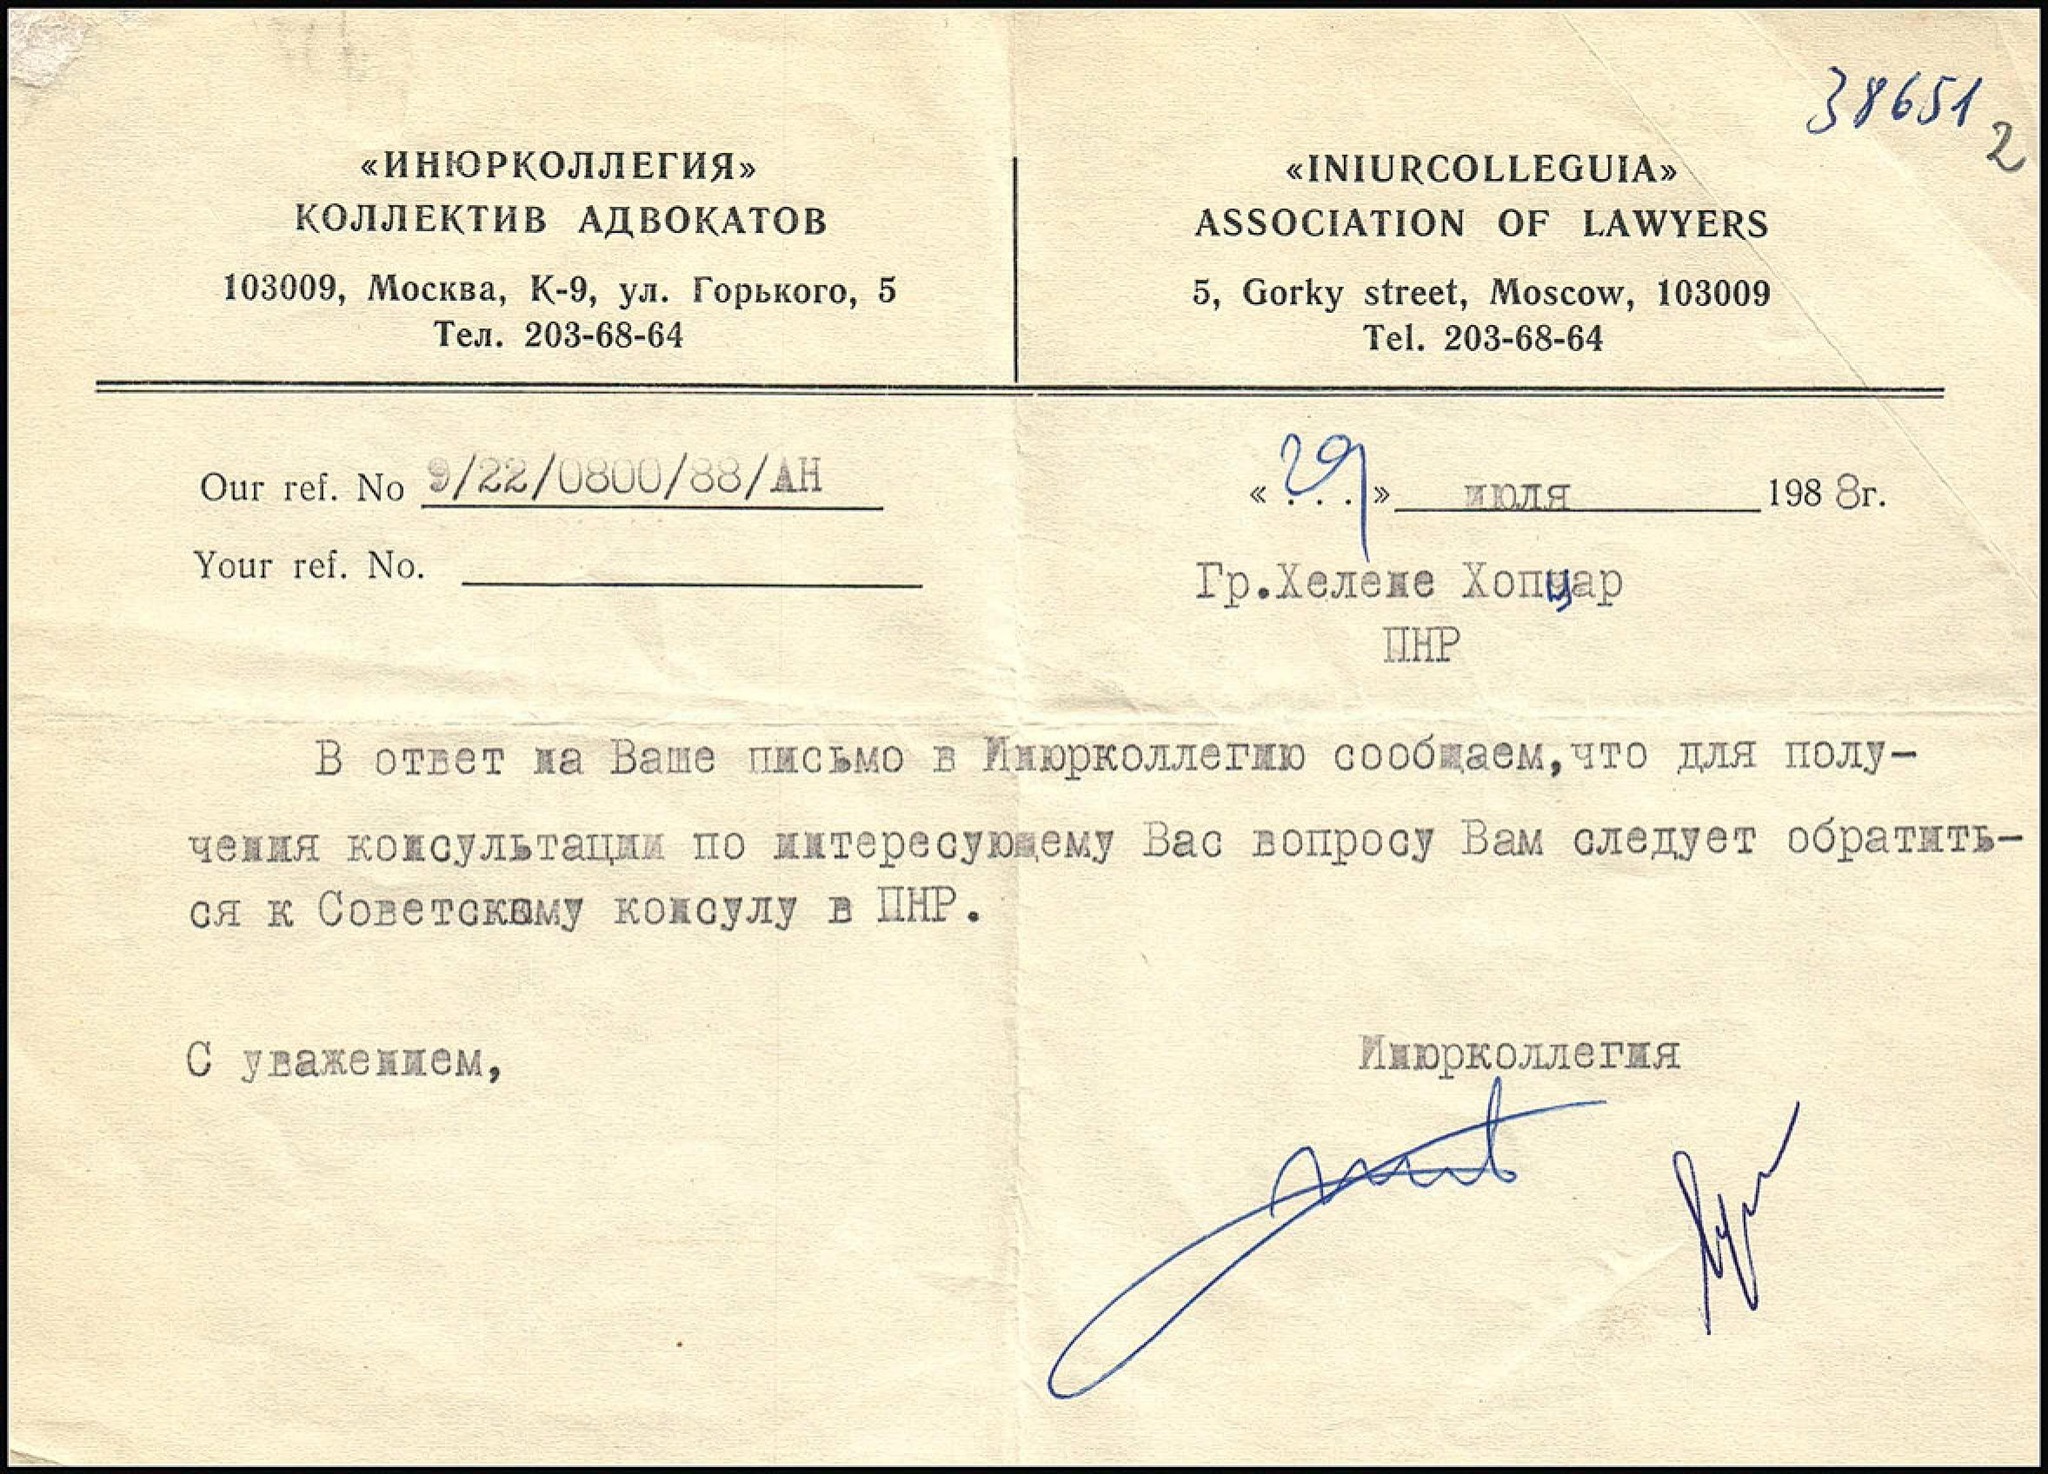 38651
2
«ИНЮРКОЛЛЕГИЯ»
КОЛЛЕКТИВ АДВОКАТОВ
103009, Москва, К-9, ул. Горького, 5
Тел. 203-68-64
«INIURCOLLEGUIA»
ASSOCIATION OF LAWYERS
5, Gorky street, Moscow, 103009
Tel. 203-68-64
Our ref. No 9/22/0800/88/АН
Your ref. No.
«29» июля 1988г.
Гр.Хелене Хопцар
ПНР
В ответ на Ваше письмо в Инюрколлегию сообщаем,что для полу-
чения консультации по интересующему Вас вопросу Вам следует обратить-
ся к Советскому консулу в ПНР.
С уважением,
Инюрколлегия